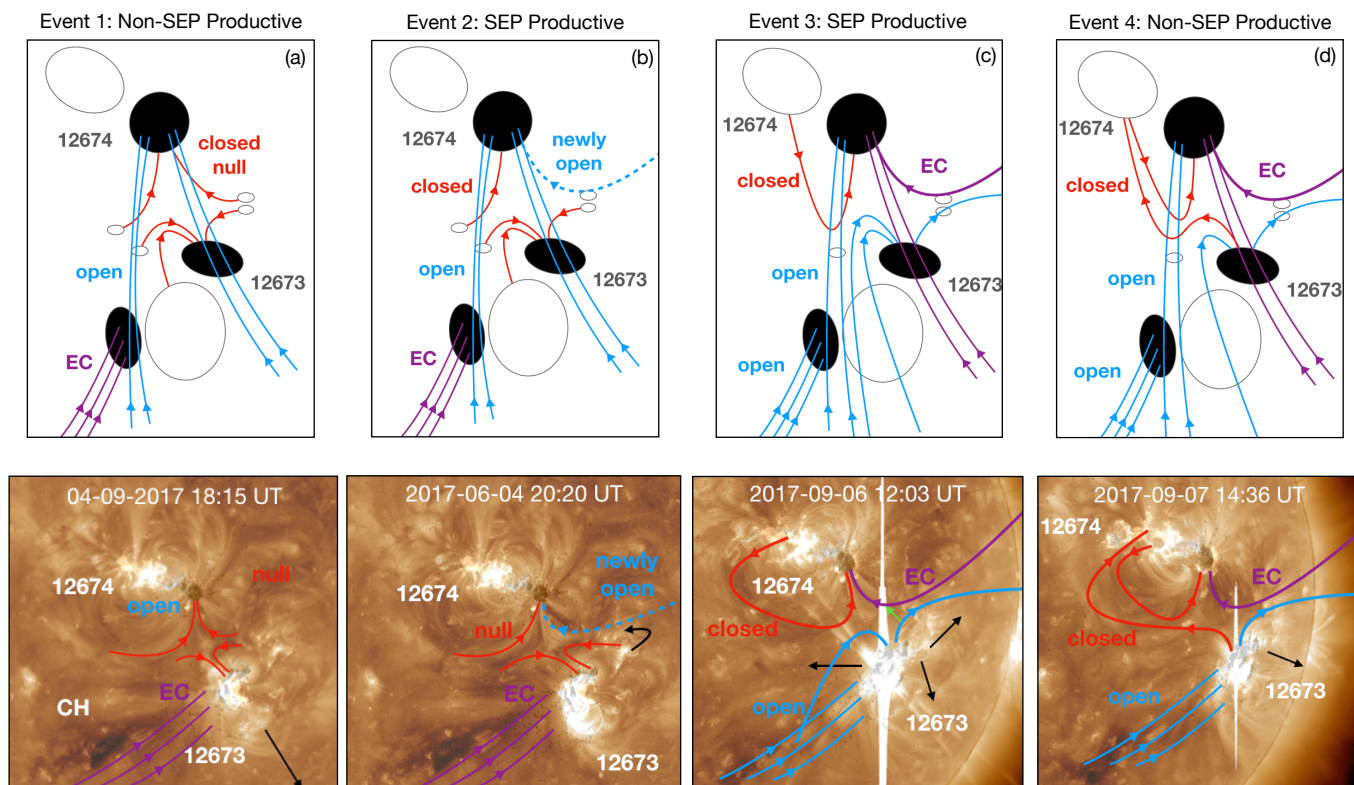 Event 1: Non-SEP Productive
Event 2: SEP Productive
Event 3: SEP Productive
Event 4: Non-SEP Productive
(a)
12674
closed
null
open
12673
EC
(b)
12674
newly
open
closed
open
12673
EC
(c)
12674
EC
closed
open
12673
open
(d)
12674
EC
closed
open
12673
open
04-09-2017 18:15 UT
null
12674
open
EC
CH
12673
2017-06-04 20:20 UT
newly
open
12674
null
EC
12673
2017-09-06 12:03 UT
12674
EC
closed
open
12673
2017-09-07 14:36 UT
12674
EC
closed
open
12673